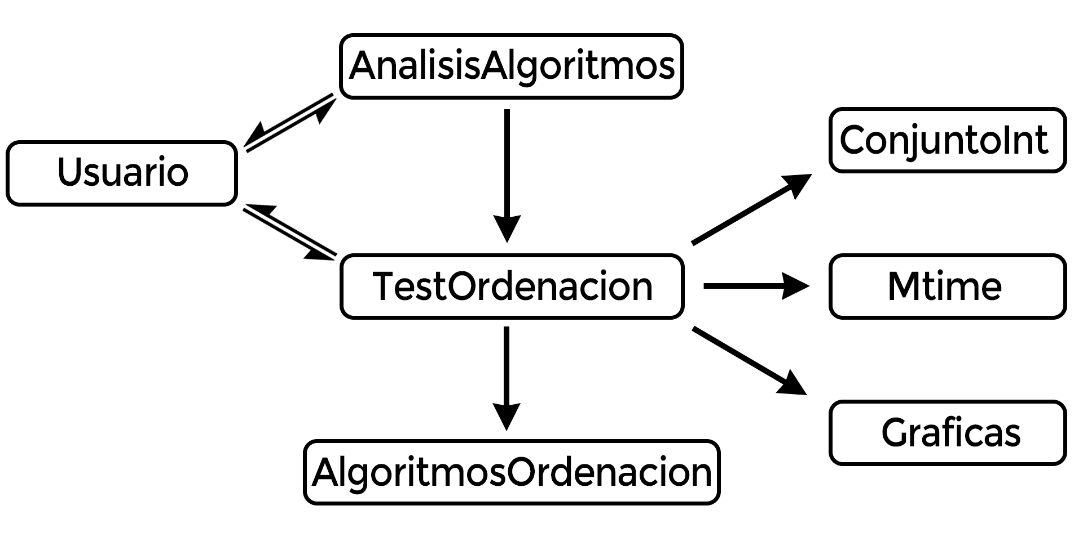 AnalisisAlgoritmos
ConjuntoInt
Usuario
TestOrdenacion
Mtime
Graficas
AlgoritmosOrdenacion